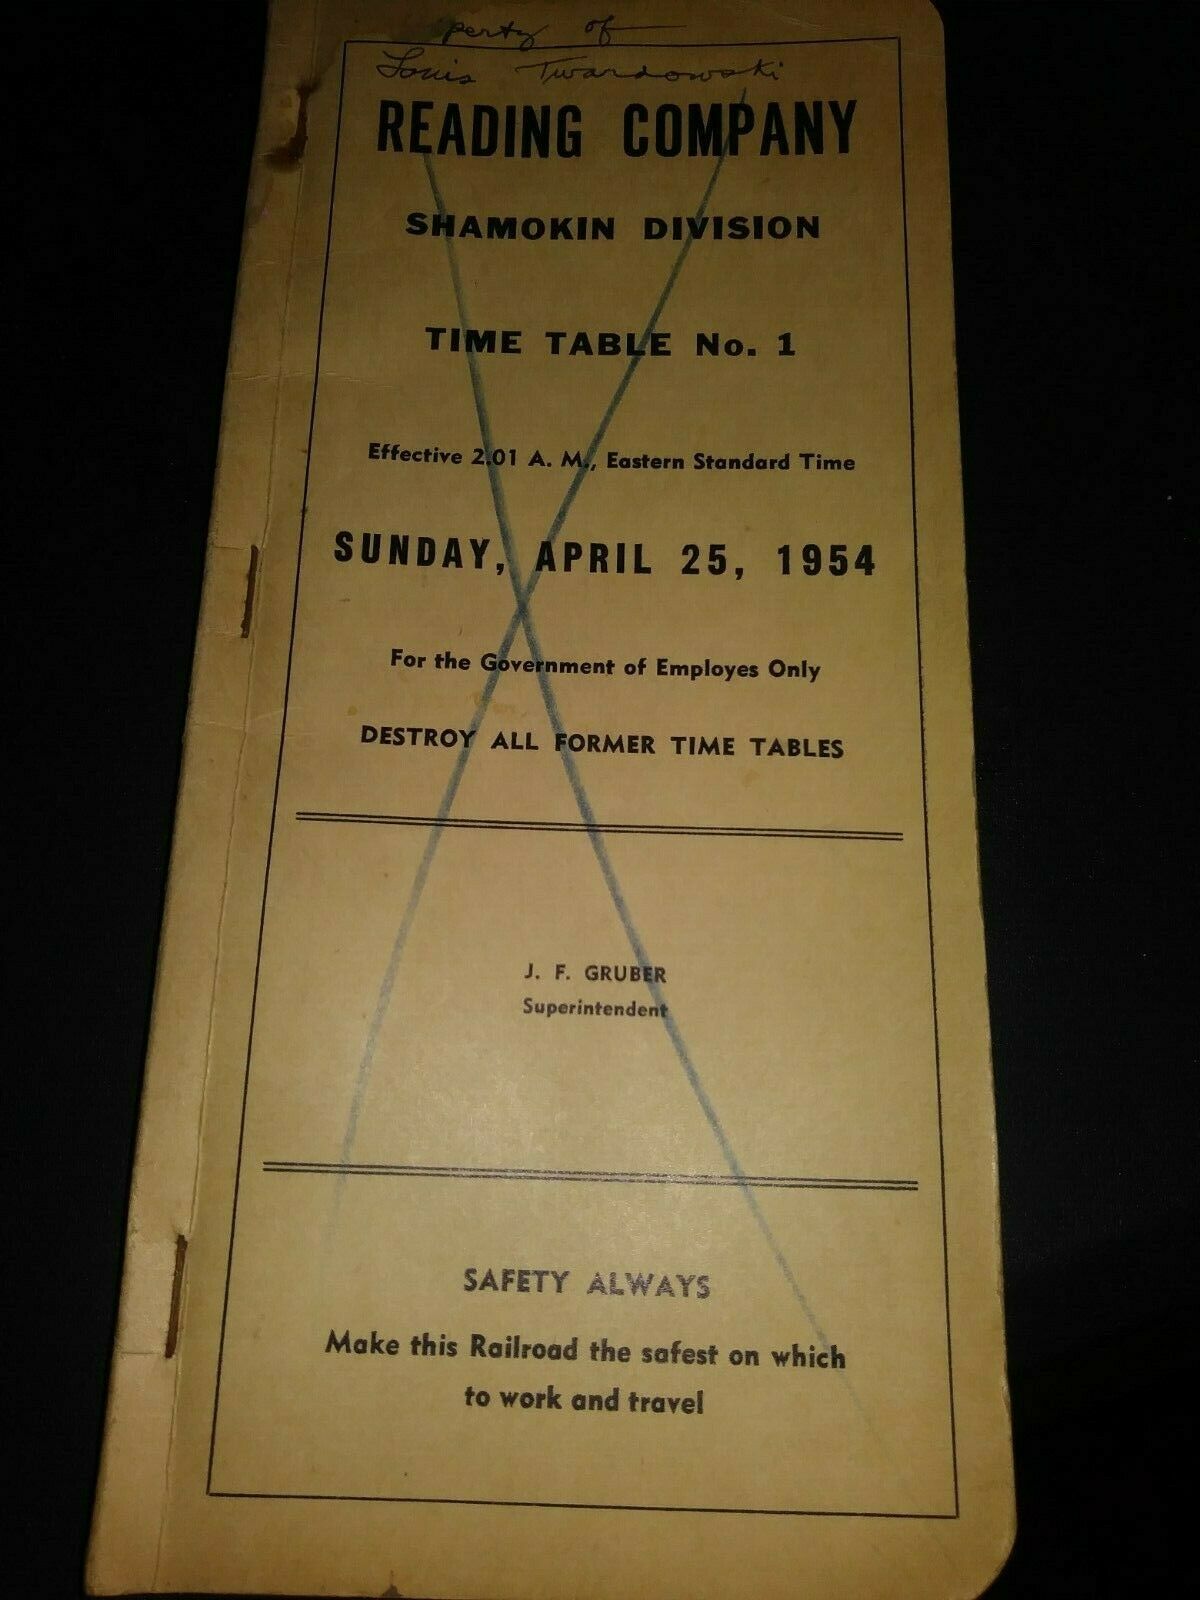 perty of
Louis Twardowski
READING COMPANY
SHAMOKIN DIVISION
TIME TABLE No. 1
Effective 2.01 A. M., Eastern Standard Time
SUNDAY, APRIL 25, 1954
For the Government of Employes Only
DESTROY ALL FORMER TIME TABLES
J. F. GRUBER
Superintendent
SAFETY ALWAYS
Make this Railroad the safest on which
to work and travel